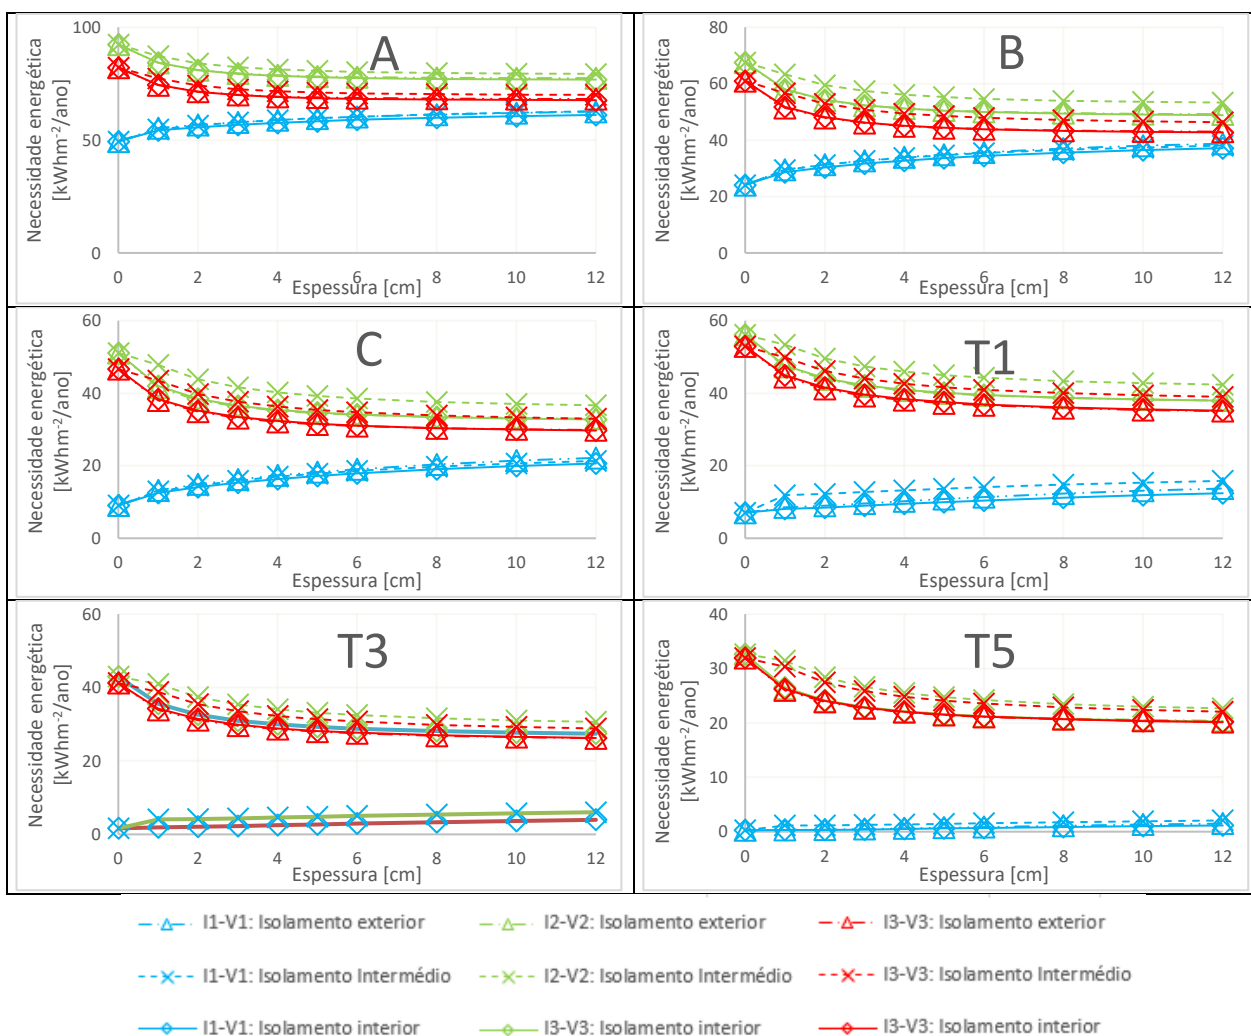 A
Necessidade energética
[kWhm⁻²/ano]
100
50
0
0 2 4 6 8 10 12
Espessura [cm]
B
Necessidade energética
[kWhm⁻²/ano]
80
60
40
20
0
0 2 4 6 8 10 12
Espessura [cm]
C
Necessidade energética
[kWhm⁻²/ano]
60
40
20
0
0 2 4 6 8 10 12
Espessura [cm]
T1
Necessidade energética
[kWhm⁻²/ano]
60
40
20
0
0 2 4 6 8 10 12
Espessura [cm]
T3
Necessidade energética
[kWhm⁻²/ano]
60
40
20
0
0 2 4 6 8 10 12
Espessura [cm]
T5
Necessidade energética
[kWhm⁻²/ano]
40
30
20
10
0
0 2 4 6 8 10 12
Espessura [cm]
I1-V1: Isolamento exterior
I2-V2: Isolamento exterior
I3-V3: Isolamento exterior
I1-V1: Isolamento Intermédio
I2-V2: Isolamento Intermédio
I3-V3: Isolamento Intermédio
I1-V1: Isolamento interior
I3-V3: Isolamento interior
I3-V3: Isolamento interior